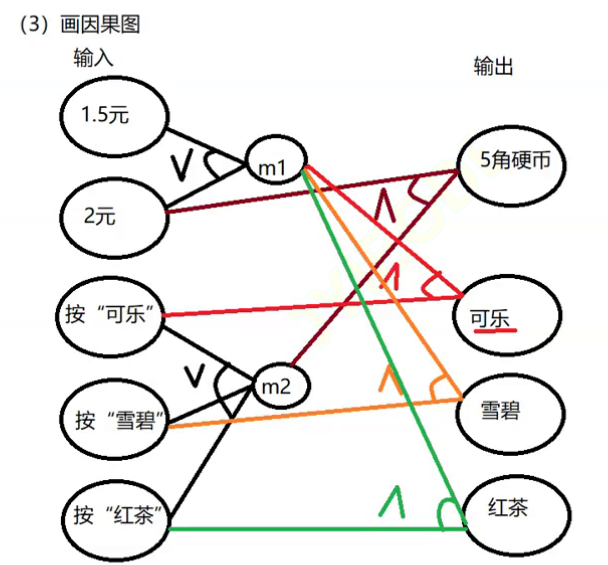 （3）画因果图
输入
输出
1.5元
5角硬币
V
m1
2元
Λ
Λ
按“可乐”
可乐
V
m2
Λ
按“雪碧”
雪碧
Λ
按“红茶”
红茶